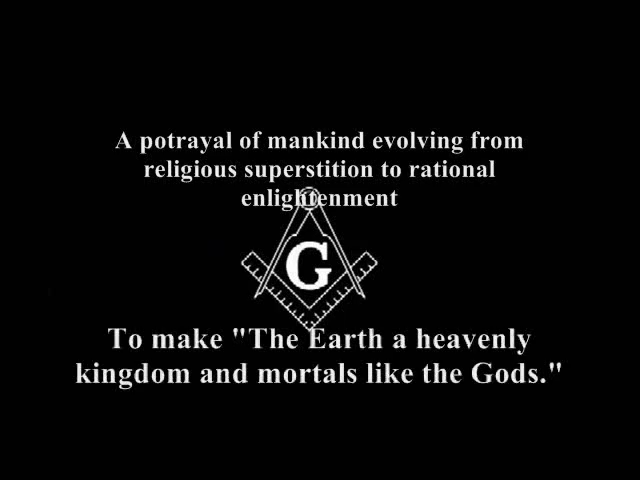 A potrayal of mankind evolving from
religious superstition to rational
enlightenment
G
To make "The Earth a heavenly
kingdom and mortals like the Gods."